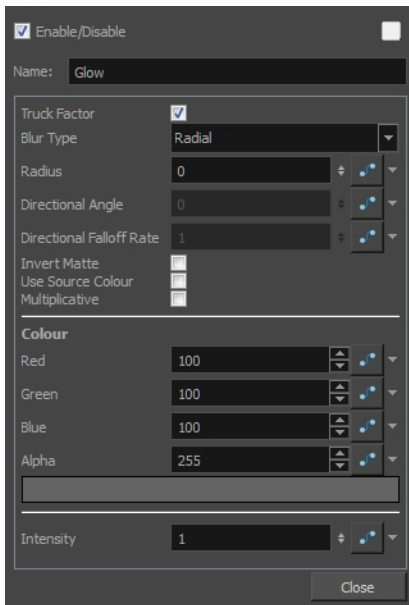 Enable/Disable
Name: Glow
Truck Factor
Blur Type Radial
Radius 0
Directional Angle 0
Directional Falloff Rate 1
Invert Matte
Use Source Colour
Multiplicative
Colour
Red 100
Green 100
Blue 100
Alpha 255
Intensity 1
Close